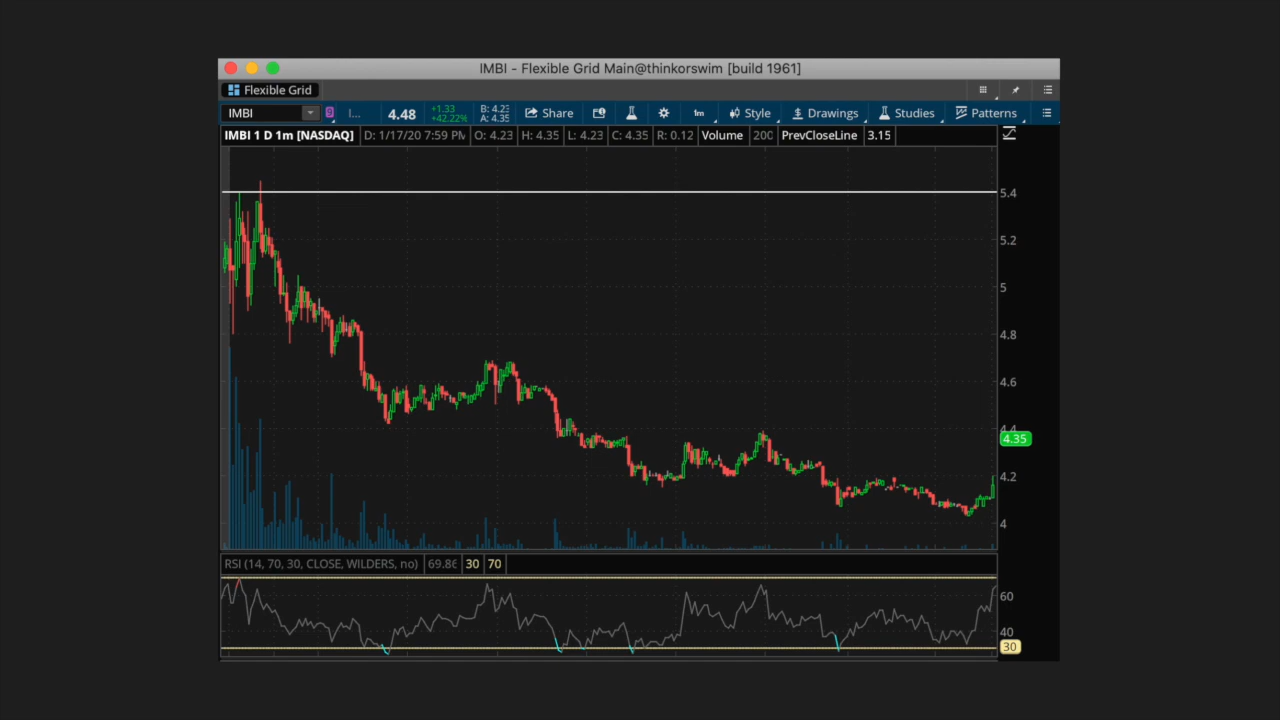 IMBI - Flexible Grid Main@thinkorswim [build 1961]
Flexible Grid
IMBI I... 4.48 +1.33 +42.22% B: 4.23 A: 4.35 Share 1m Style Drawings Studies Patterns
IMBI 1 D 1m [NASDAQ] D: 1/17/20 7:59 PM O: 4.23 H: 4.35 L: 4.23 C: 4.35 R: 0.12 Volume 200 PrevCloseLine 3.15
5.4
5.2
5
4.8
4.6
4.4
4.35
4.2
4
RSI (14, 70, 30, CLOSE, WILDERS, no) 69.86 30 70
60
40
30